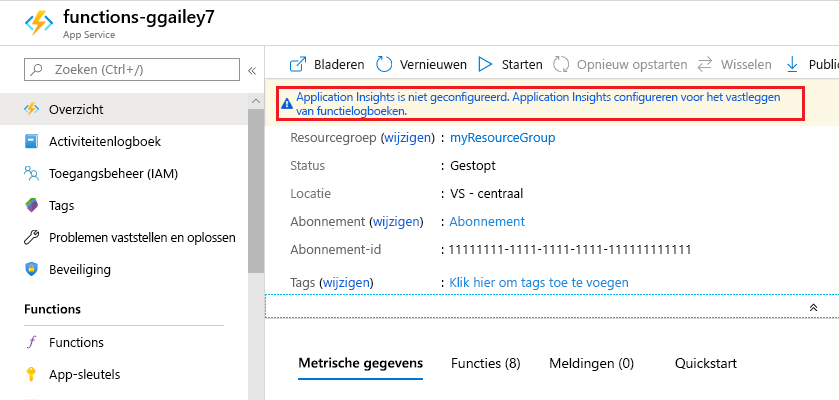 functions-ggailey7
App Service
Zoeken (Ctrl+/)
«
Overzicht
Activiteitenlogboek
Toegangsbeheer (IAM)
Tags
Problemen vaststellen en oplossen
Beveiliging
Functions
Functions
App-sleutels
Bladeren Vernieuwen Starten Opnieuw opstarten Wisselen Public
Application Insights is niet geconfigureerd. Application Insights configureren voor het vastleggen
van functielogboeken.
Resourcegroep (wijzigen) : myResourceGroup
Status : Gestopt
Locatie : VS - centraal
Abonnement (wijzigen) : Abonnement
Abonnement-id : 11111111-1111-1111-1111-111111111111
Tags (wijzigen) : Klik hier om tags toe te voegen
Metrische gegevens Functies (8) Meldingen (0) Quickstart